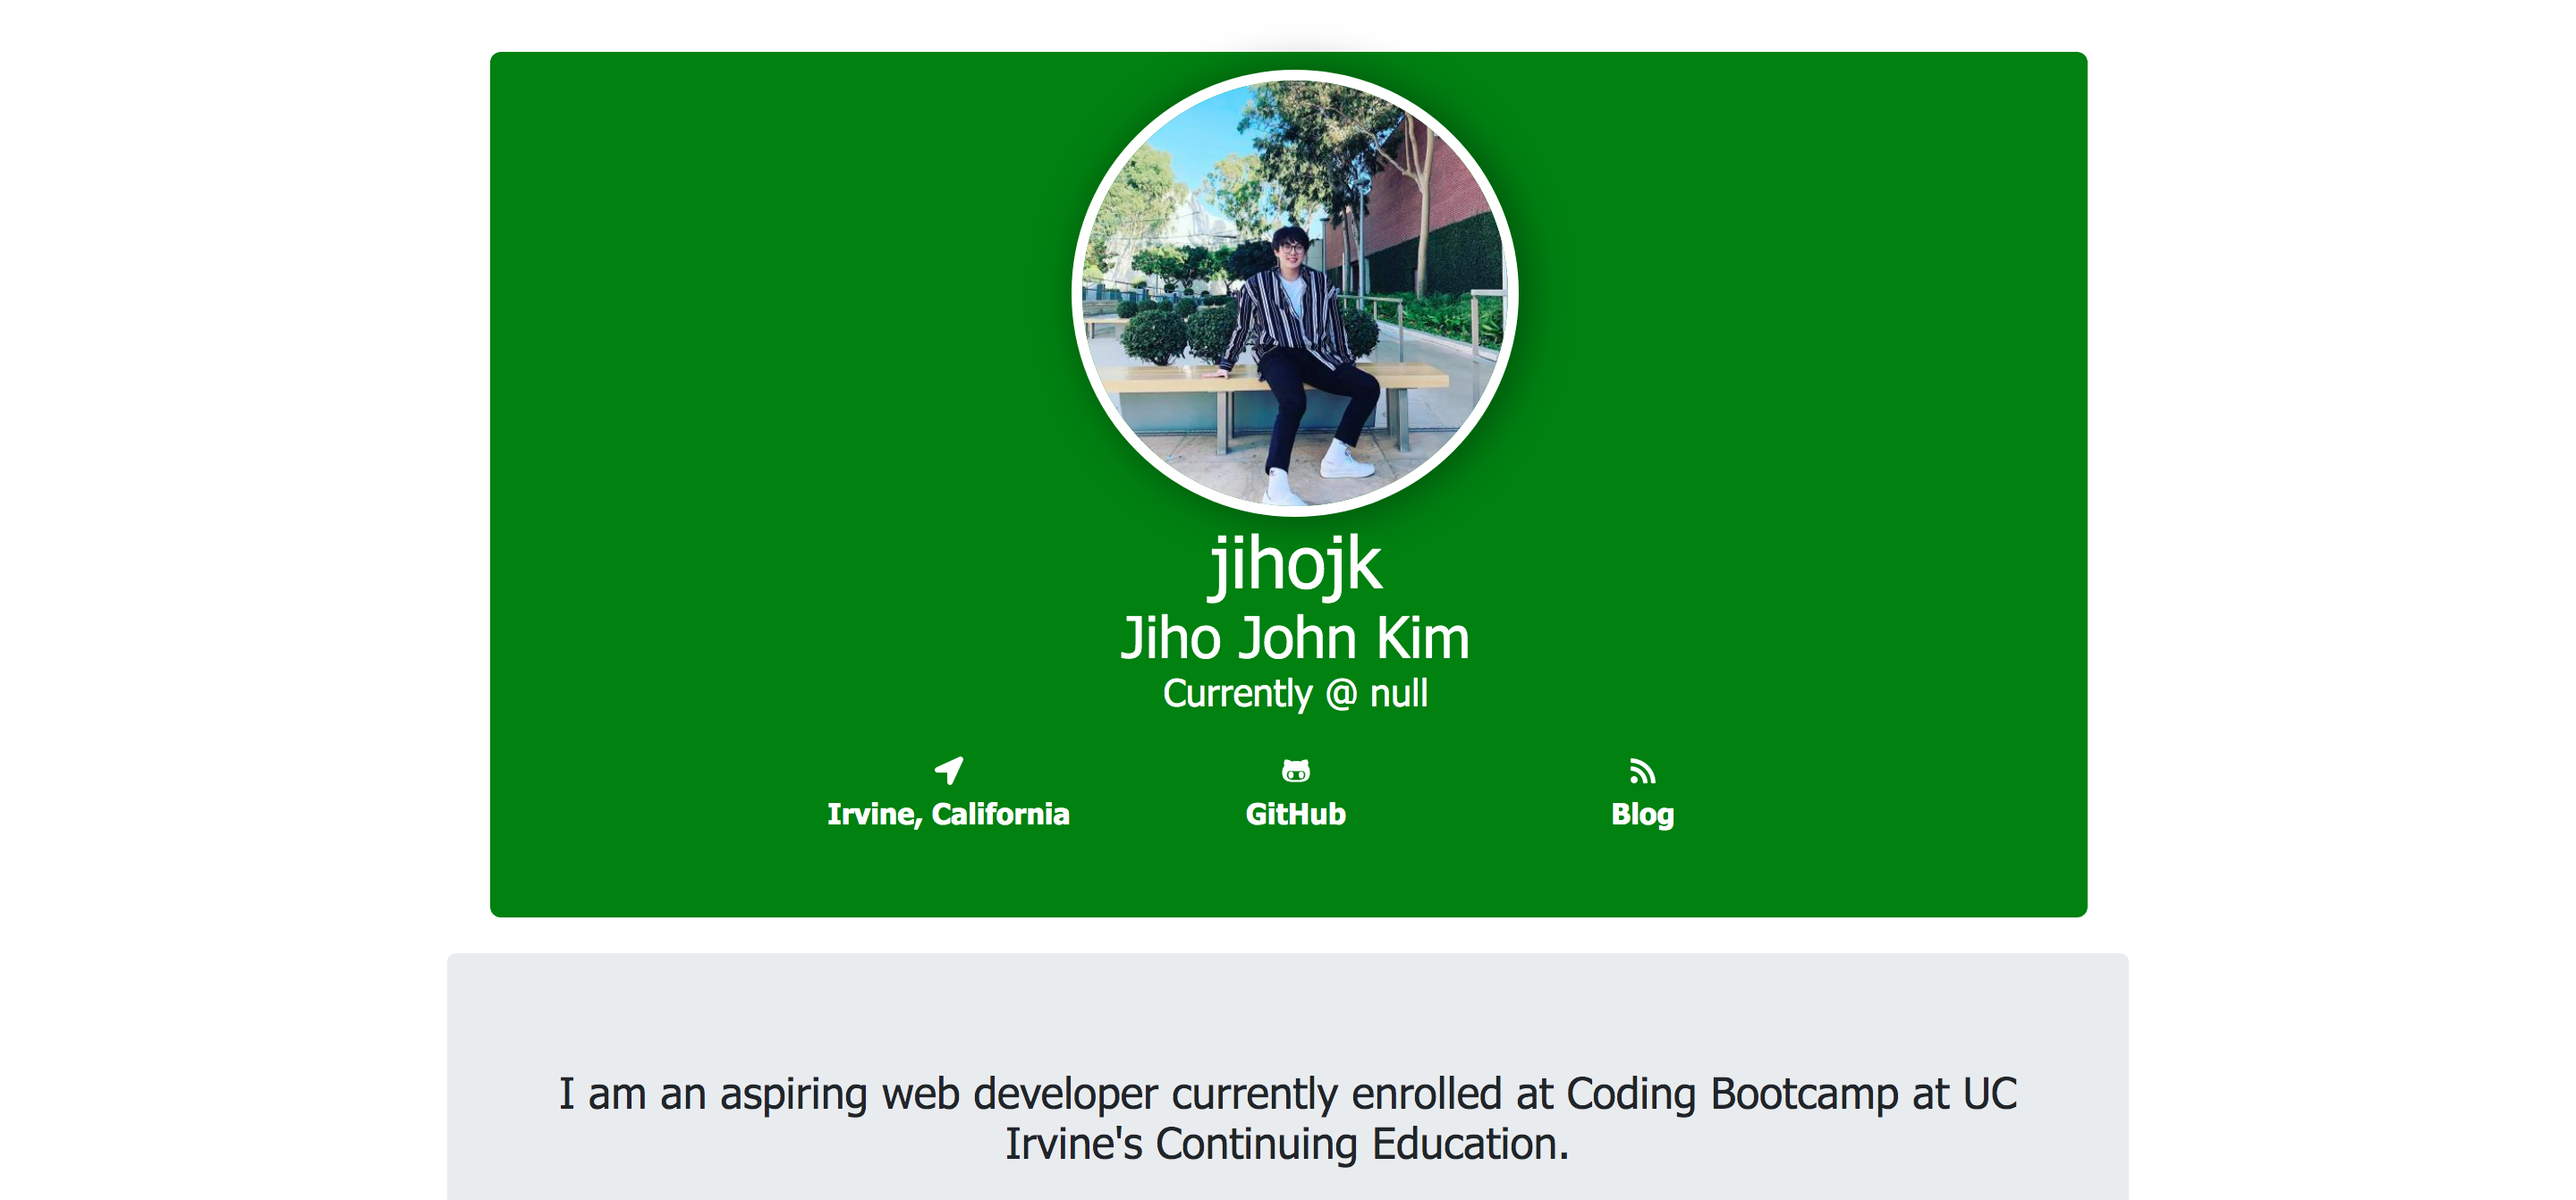 jihojk
Jiho John Kim
Currently @ null
Irvine, California
GitHub
Blog
I am an aspiring web developer currently enrolled at Coding Bootcamp at UC
Irvine's Continuing Education.